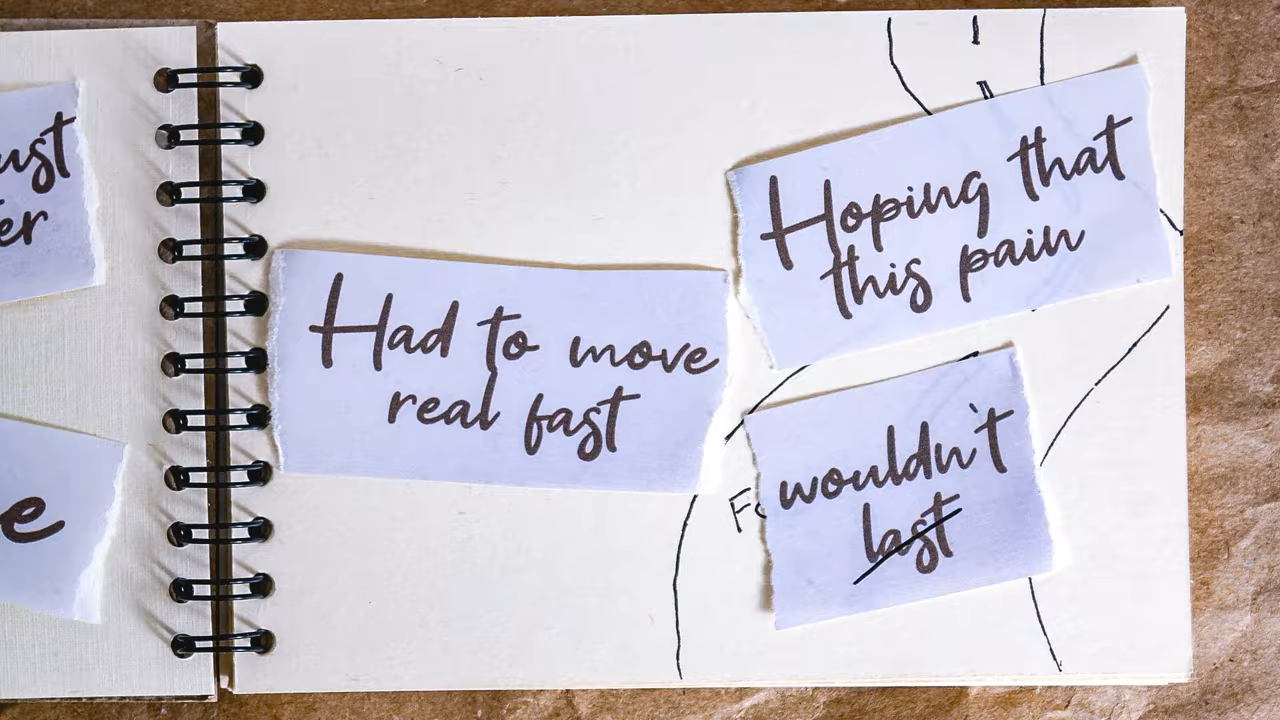 Had to move
real fast
Hoping that
this pain
wouldn't
last